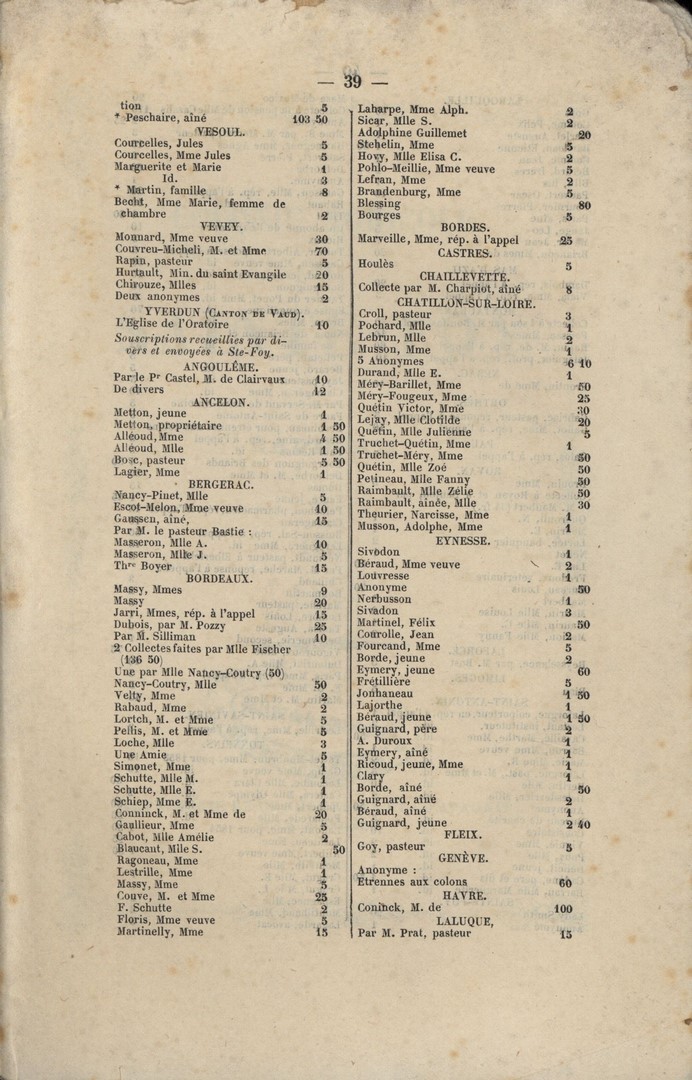 — 39 —
tion 5
* Peschaire, aîné 103 50
VESOUL.
Courcelles, Jules 5
Courcelles, Mme Jules 5
Marguerite et Marie 1
Id. 3
* Martin, famille 8
Becht, Mme Marie, femme de
chambre 2
VEVEY.
Monnard, Mme veuve 30
Couvreu-Micheli, M. et Mme 70
Rapin, pasteur 5
Hurtault, Min. du saint Evangile 20
Chirouze, Mlles 15
Deux anonymes 2
YVERDUN (CANTON DE VAUD).
L'Eglise de l'Oratoire 10
Souscriptions recueillies par di-
vers et envoyées à Ste-Foy.
ANGOULÊME.
Par le Pr Castel, M. de Clairvaux 10
De divers 12
ANCELON.
Metton, jeune 1
Metton, propriétaire 1 50
Alléoud, Mme 4 50
Alléoud, Mlle 1 50
Bosc, pasteur 5 50
Lagier, Mme 1
BERGERAC.
Nancy-Pinet, Mlle 5
Escot-Melon, Mme veuve 10
Gaussen, aîné, 15
Par M. le pasteur Bastie :
Masseron, Mlle A. 10
Masseron, Mlle J. 5
Thre Boyer 15
BORDEAUX.
Massy, Mmes 9
Massy 20
Jarri, Mmes, rép. à l'appel 15
Dubois, par M. Pozzy 25
Par M. Silliman 10
2 Collectes faites par Mlle Fischer
(136 50)
Une par Mlle Nancy-Coutry (50)
Nancy-Coutry, Mlle 50
Velty, Mme 2
Rabaud, Mme 2
Lortch, M. et Mme 5
Pellis, M. et Mme 5
Loche, Mlle 3
Une Amie 5
Simonet, Mme 1
Schutte, Mlle M. 1
Schutte, Mlle E. 1
Schiep, Mme E. 1
Conninck, M. et Mme de 20
Gaullieur, Mme 5
Cabot, Mlle Amélie 2
Blaucant, Mlle S. 50
Ragoneau, Mme 1
Lestrille, Mme 1
Massy, Mme 5
Couve, M. et Mme 25
F. Schutte 2
Floris, Mme veuve 5
Martinelly, Mme 15
Laharpe, Mme Alph. 2
Sicar, Mlle S. 2
Adolphine Guillemet 20
Stehelin, Mme 5
Hovy, Mlle Elisa C. 2
Pohlo-Meillie, Mme veuve 5
Lefran, Mme 2
Brandenburg, Mme 5
Blessing 80
Bourges 5
BORDES.
Marveille, Mme, rép. à l'appel 25
CASTRES.
Houlès 5
CHAILLEVETTE.
Collecte par M. Charpiot, aîné 8
CHATILLON-SUR-LOIRE.
Croll, pasteur 3
Pochard, Mlle 1
Lebrun, Mlle 2
Musson, Mme 1
5 Anonymes 6 10
Durand, Mlle E. 1
Méry-Barillet, Mme 50
Méry-Fougeux, Mme 25
Quétin Victor, Mme 30
Lejay, Mlle Clotilde 20
Quétin, Mlle Julienne 5
Truchet-Quétin, Mme 1
Truchet-Méry, Mme 50
Quétin, Mlle Zoé 50
Petineau, Mlle Fanny 50
Raimbault, Mlle Zélie 50
Raimbault, aînée, Mlle 30
Theurier, Narcisse, Mme 1
Musson, Adolphe, Mme 1
EYNESSE.
Sivodon 1
Béraud, Mme veuve 2
Louvresse 1
Anonyme 50
Nerbusson 1
Sivadon 3
Martinel, Félix 50
Courolle, Jean 2
Fourcand, Mme 5
Borde, jeune 2
Eymery, jeune 60
Frétillière 5
Jonhaneau 1 50
Lajorthe 1
Béraud, jeune 1 50
Guignard, père 2
A. Duroux 1
Eymery, aîné 1
Ricoud, jeune, Mme 1
Clary 1
Borde, aîné 50
Guignard, aîné 2
Béraud, aîné 1
Guignard, jeune 2 40
FLEIX.
Goy, pasteur 5
GENÈVE.
Anonyme :
Etrennes aux colons 60
HAVRE.
Coninck, M. de 100
LALUQUE,
Par M. Prat, pasteur 15